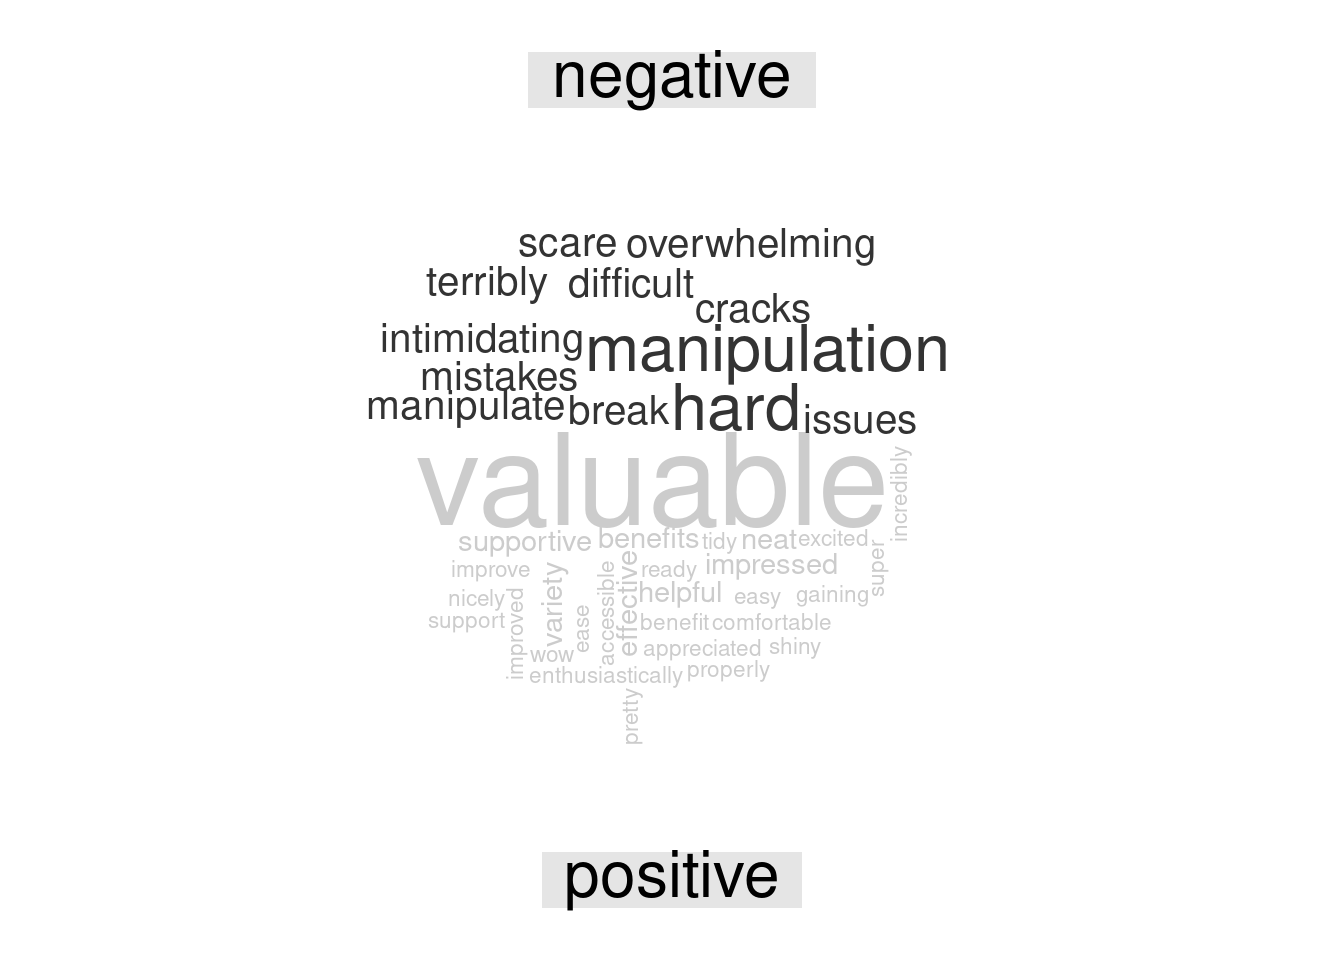 negative
scare overwhelming
terribly difficult
cracks
intimidating manipulation
mistakes
manipulate break hard issues
valuable incredibly
supportive benefits tidy neat excited
improve variety accessible effective ready impressed super
nicely helpful easy gaining
support improved ease benefit comfortable
wow appreciated shiny
enthusiastically properly
pretty
positive